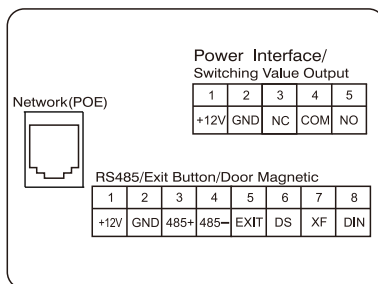 Power Interface/
Switching Value Output
1 2 3 4 5
+12V GND NC COM NO
Network(POE)
RS485/Exit Button/Door Magnetic
1 2 3 4 5 6 7 8
+12V GND 485+ 485− EXIT DS XF DIN